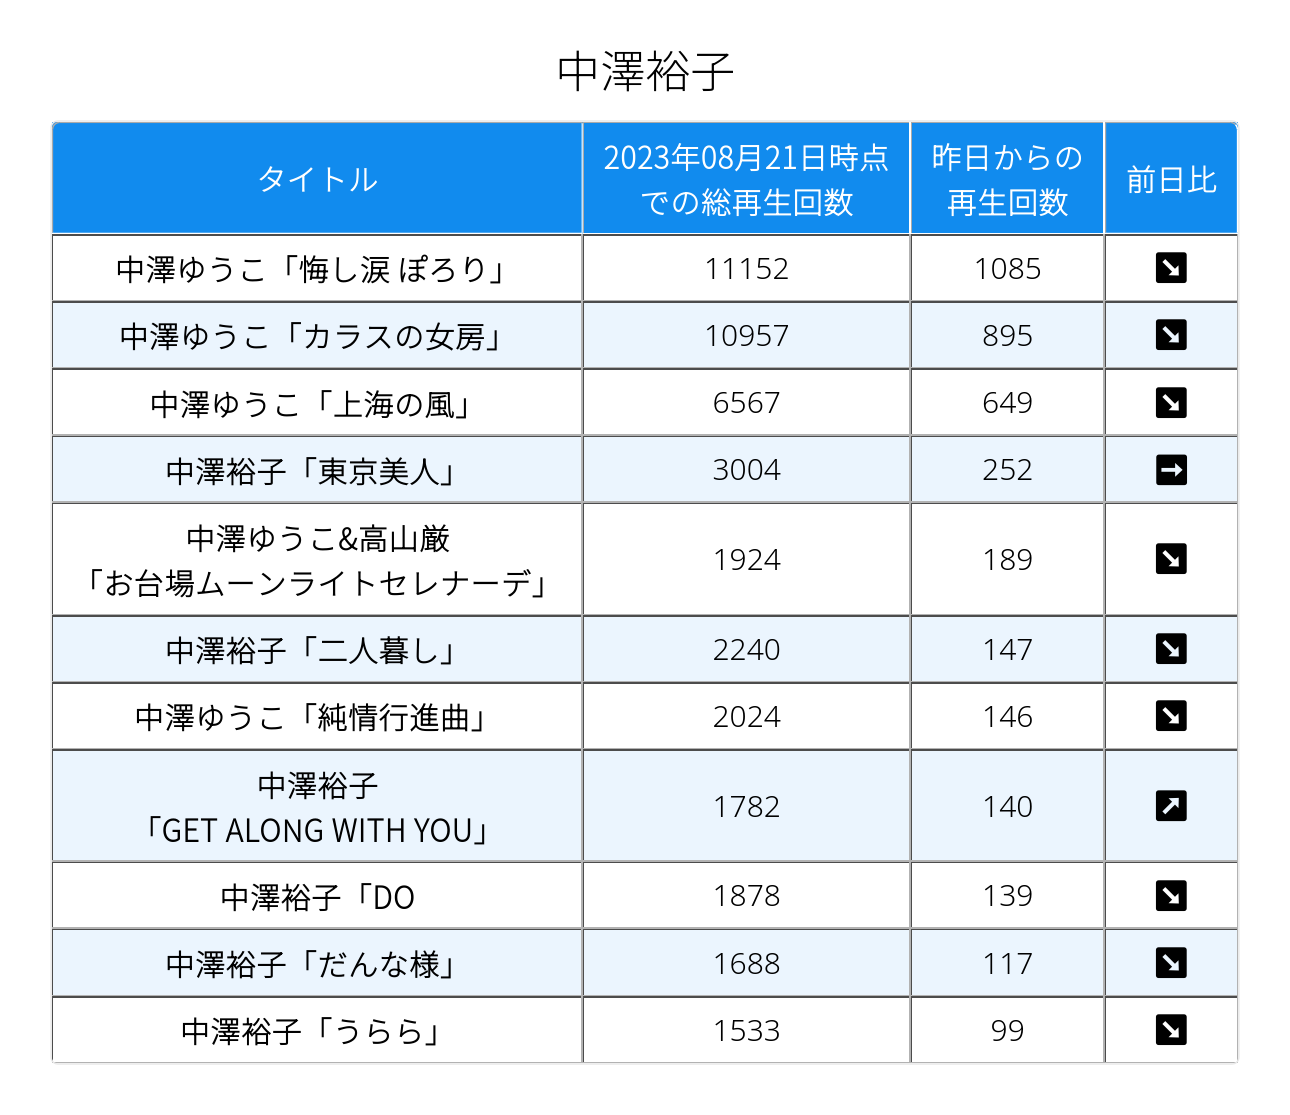 中澤裕子
タイトル
2023年08月21日時点
での総再生回数
昨日からの
再生回数
前日比
中澤ゆうこ「悔し涙 ぽろり」
11152
1085
中澤ゆうこ「カラスの女房」
10957
895
中澤ゆうこ「上海の風」
6567
649
中澤裕子「東京美人」
3004
252
中澤ゆうこ&高山厳
「お台場ムーンライトセレナーデ」
1924
189
中澤裕子「二人暮し」
2240
147
中澤ゆうこ「純情行進曲」
2024
146
中澤裕子
「GET ALONG WITH YOU」
1782
140
中澤裕子「DO
1878
139
中澤裕子「だんな様」
1688
117
中澤裕子「うらら」
1533
99